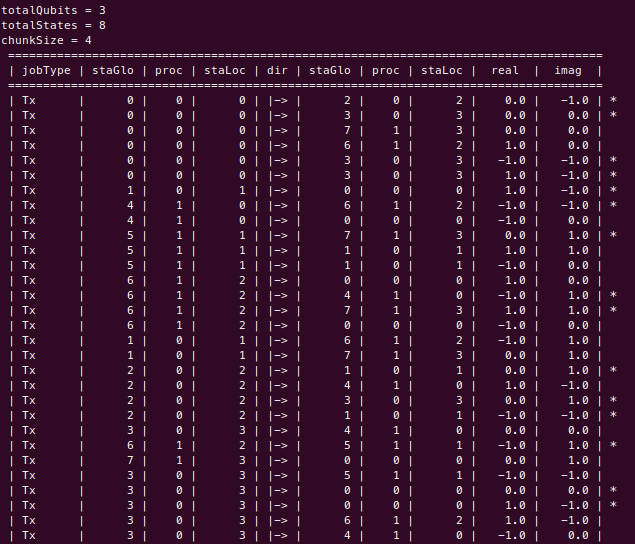 totalQubits = 3
totalStates = 8
chunkSize = 4
========================================================================================
| jobType | staGlo | proc | staLoc | dir | staGlo | proc | staLoc |   real   |   imag  |
========================================================================================
| Tx      |      0 |    0 |      0 | |-> |      2 |    0 |      2 |     0.0 |    −1.0 | *
| Tx      |      0 |    0 |      0 | |-> |      3 |    0 |      3 |     0.0 |     0.0 | *
| Tx      |      0 |    0 |      0 | |-> |      7 |    1 |      3 |     0.0 |     0.0 |
| Tx      |      0 |    0 |      0 | |-> |      6 |    1 |      2 |     1.0 |     0.0 |
| Tx      |      0 |    0 |      0 | |-> |      3 |    0 |      3 |    −1.0 |    −1.0 | *
| Tx      |      0 |    0 |      0 | |-> |      3 |    0 |      3 |     1.0 |    −1.0 | *
| Tx      |      1 |    0 |      1 | |-> |      0 |    0 |      0 |     1.0 |    −1.0 | *
| Tx      |      4 |    1 |      0 | |-> |      6 |    1 |      2 |    −1.0 |    −1.0 | *
| Tx      |      4 |    1 |      0 | |-> |      0 |    0 |      0 |    −1.0 |     0.0 |
| Tx      |      5 |    1 |      1 | |-> |      7 |    1 |      3 |     0.0 |     1.0 | *
| Tx      |      5 |    1 |      1 | |-> |      1 |    0 |      1 |     1.0 |     1.0 |
| Tx      |      5 |    1 |      1 | |-> |      1 |    0 |      1 |    −1.0 |     0.0 |
| Tx      |      6 |    1 |      2 | |-> |      0 |    0 |      0 |     0.0 |     1.0 |
| Tx      |      6 |    1 |      2 | |-> |      4 |    1 |      0 |    −1.0 |     1.0 | *
| Tx      |      6 |    1 |      2 | |-> |      7 |    1 |      3 |     1.0 |     1.0 | *
| Tx      |      6 |    1 |      2 | |-> |      0 |    0 |      0 |    −1.0 |     0.0 |
| Tx      |      1 |    0 |      1 | |-> |      6 |    1 |      2 |    −1.0 |     1.0 |
| Tx      |      1 |    0 |      1 | |-> |      7 |    1 |      3 |     0.0 |     1.0 |
| Tx      |      2 |    0 |      2 | |-> |      1 |    0 |      1 |     0.0 |     1.0 | *
| Tx      |      2 |    0 |      2 | |-> |      4 |    1 |      0 |     1.0 |    −1.0 |
| Tx      |      2 |    0 |      2 | |-> |      3 |    0 |      3 |     0.0 |     1.0 | *
| Tx      |      2 |    0 |      2 | |-> |      1 |    0 |      1 |    −1.0 |    −1.0 | *
| Tx      |      3 |    0 |      3 | |-> |      4 |    1 |      0 |     0.0 |     0.0 |
| Tx      |      6 |    1 |      2 | |-> |      5 |    1 |      1 |    −1.0 |     1.0 | *
| Tx      |      7 |    1 |      3 | |-> |      0 |    0 |      0 |     0.0 |     1.0 |
| Tx      |      3 |    0 |      3 | |-> |      5 |    1 |      1 |    −1.0 |    −1.0 |
| Tx      |      3 |    0 |      3 | |-> |      0 |    0 |      0 |     0.0 |     0.0 | *
| Tx      |      3 |    0 |      3 | |-> |      0 |    0 |      0 |     1.0 |    −1.0 | *
| Tx      |      3 |    0 |      3 | |-> |      6 |    1 |      2 |     1.0 |    −1.0 |
| Tx      |      3 |    0 |      3 | |-> |      4 |    1 |      0 |    −1.0 |     0.0 |